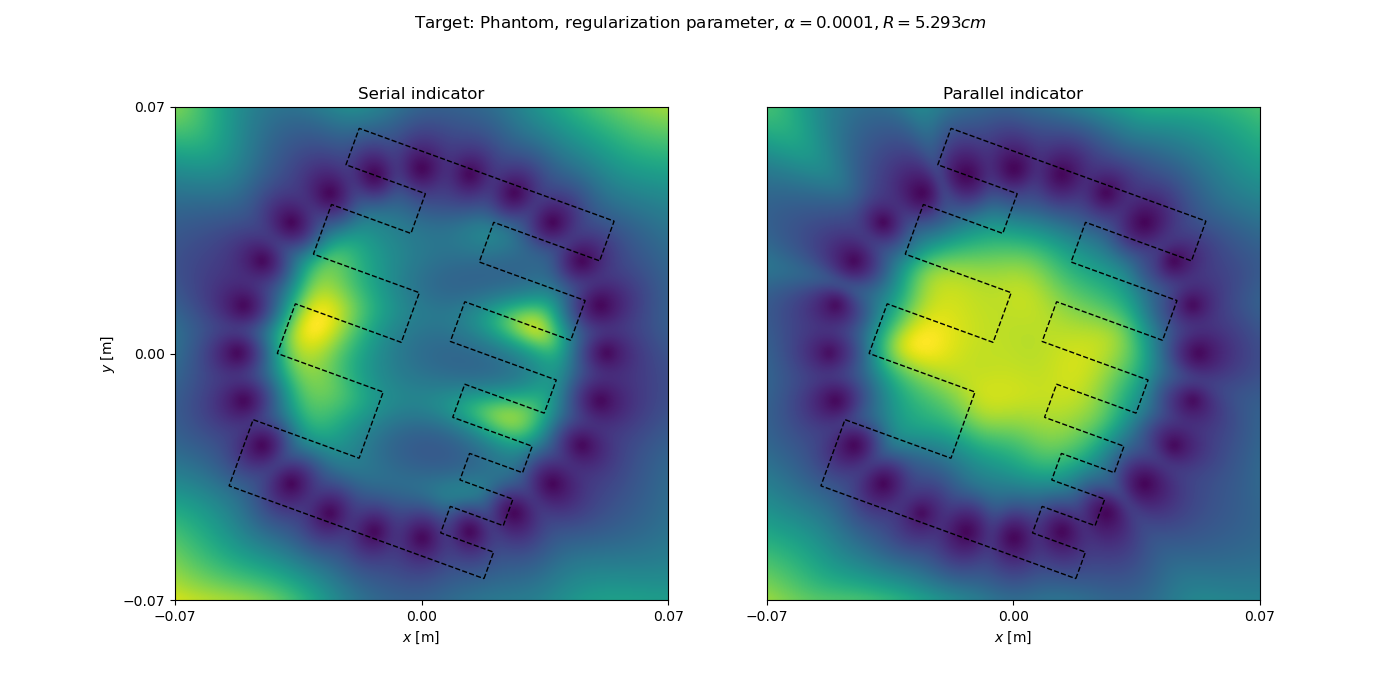 Target: Phantom, regularization parameter, α = 0.0001, R = 5.293cm
Serial indicator
Parallel indicator
0.07
0.00
−0.07
y [m]
−0.07 0.00 0.07
x [m]
−0.07 0.00 0.07
x [m]